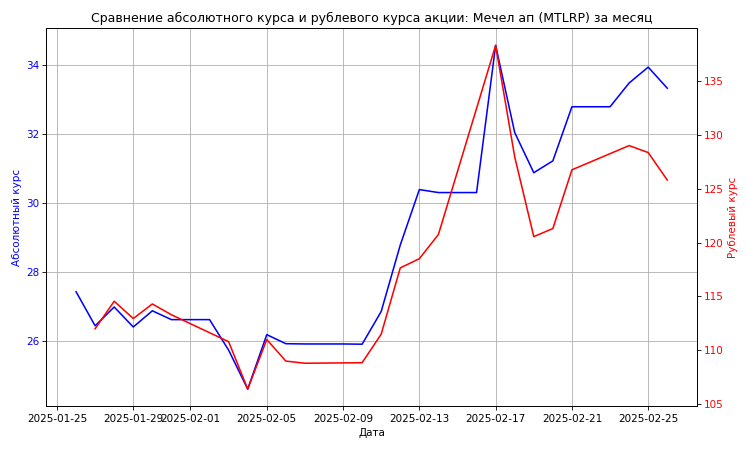 Сравнение абсолютного курса и рублевого курса акции: Мечел ап (MTLRP) за месяц
34
32
30
28
26
Абсолютный курс
135
130
125
120
115
110
105
Рублевый курс
2025-01-25 2025-01-29 2025-02-01 2025-02-05 2025-02-09 2025-02-13 2025-02-17 2025-02-21 2025-02-25
Дата